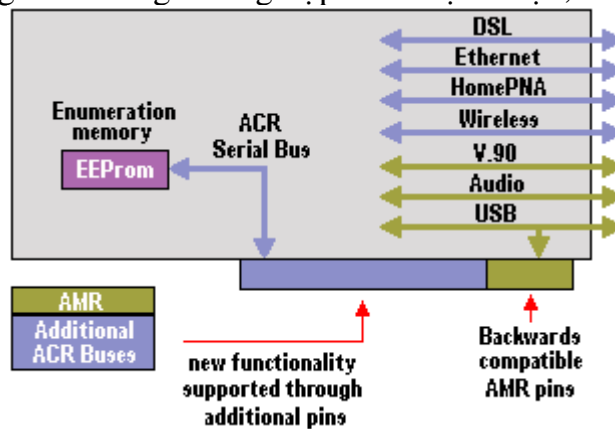 DSL
Ethernet
HomePNA
Wireless
V.90
Audio
USB
Enumeration
memory
EEProm
ACR
Serial Bus
AMR
Additional
ACR Buses
new functionality
supported through
additional pins
Backwards
compatible
AMR pins